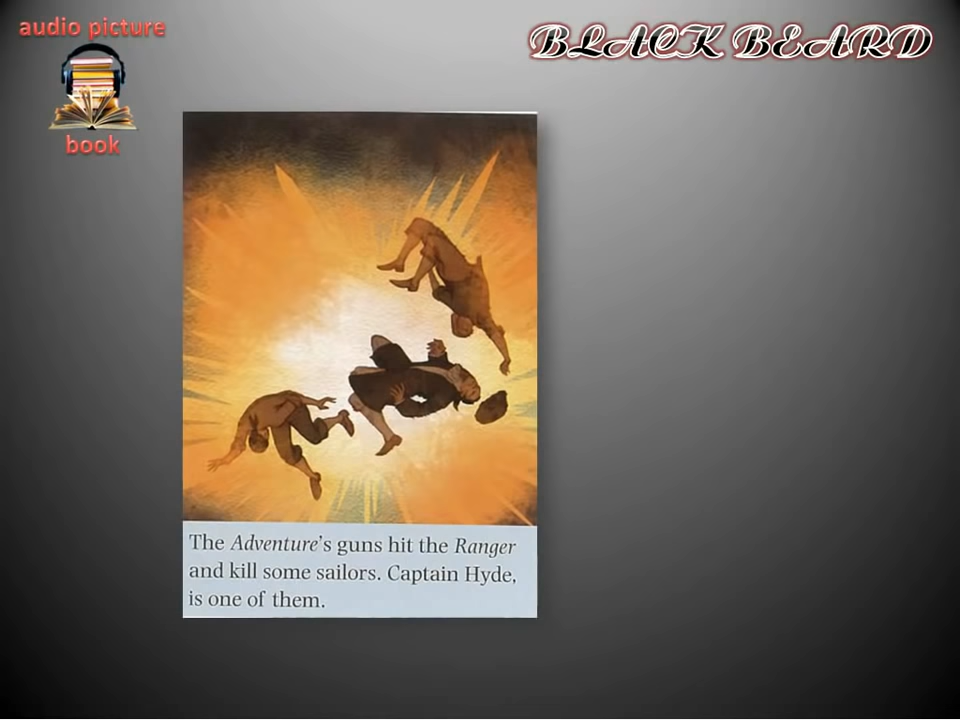 audio picture
BLACK BEARD
book
The Adventure's guns hit the Ranger
and kill some sailors. Captain Hyde,
is one of them.